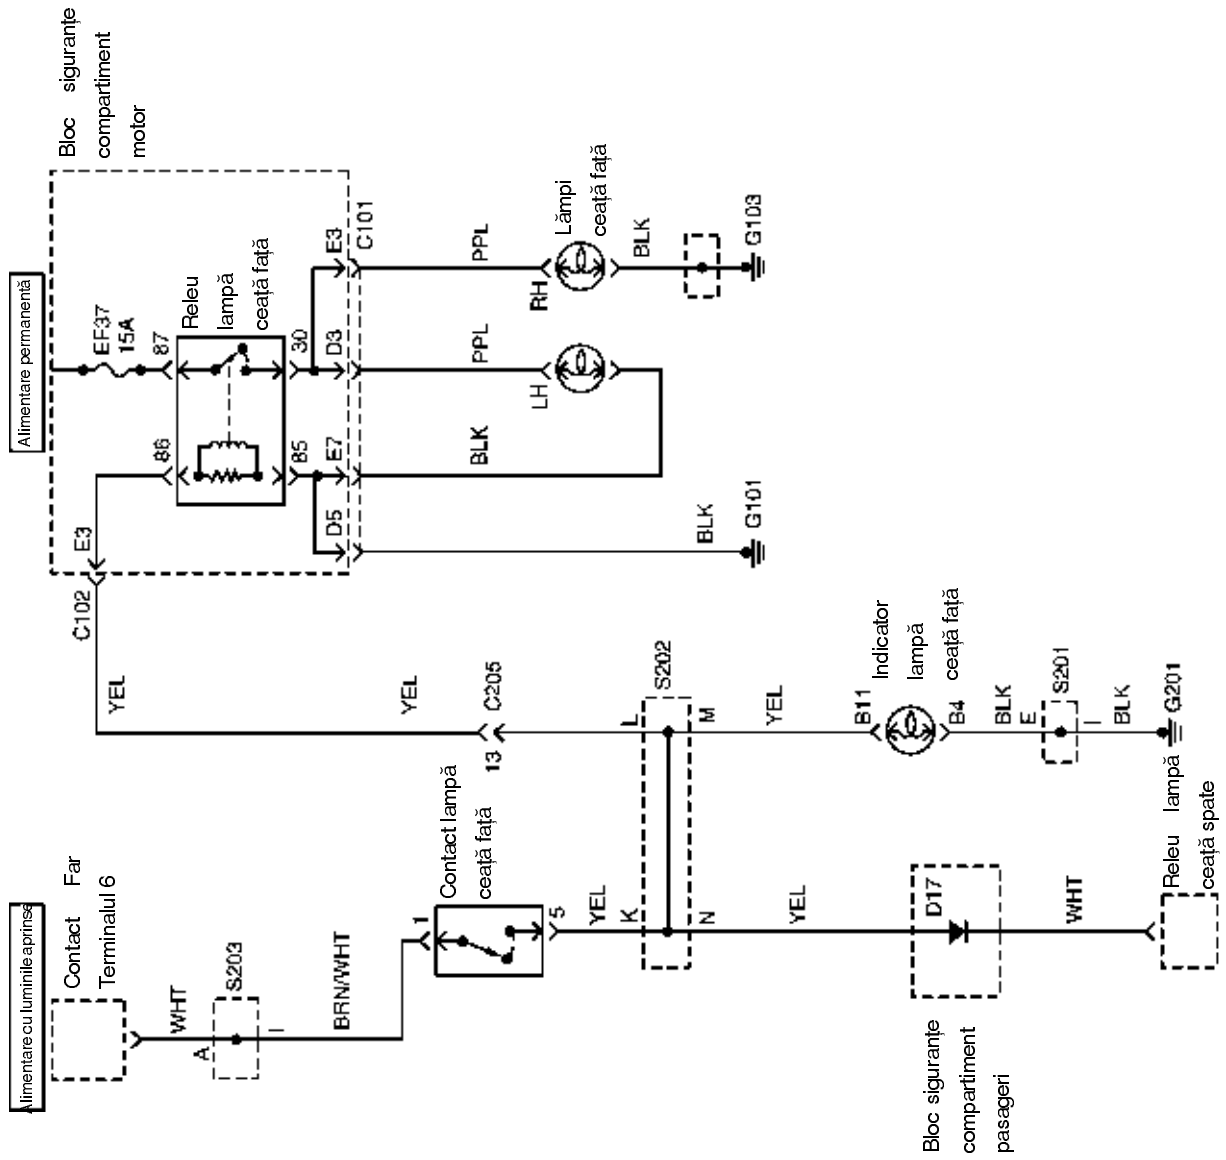 Alimentare permanentă
Bloc siguranțe
compartiment
motor
EF37
15A
87
Releu
lampă
ceață față
86
30
85
E3
C102
D5
E7
D3
E3
C101
YEL
YEL
BLK
PPL
PPL
LH
RH
Lămpi
ceață față
BLK
BLK
G101
G103
13
C205
Alimentare cu luminile aprinse
Contact Far
Terminalul 6
WHT
A
S203
I
BRN/WHT
1
Contact lampă
ceață față
5
YEL
K
L
S202
N
M
YEL
YEL
B11
Indicator
lampă
ceață față
B4
BLK
E
S201
I
BLK
G201
D17
Bloc siguranțe
compartiment
pasageri
WHT
Releu lampă
ceață spate